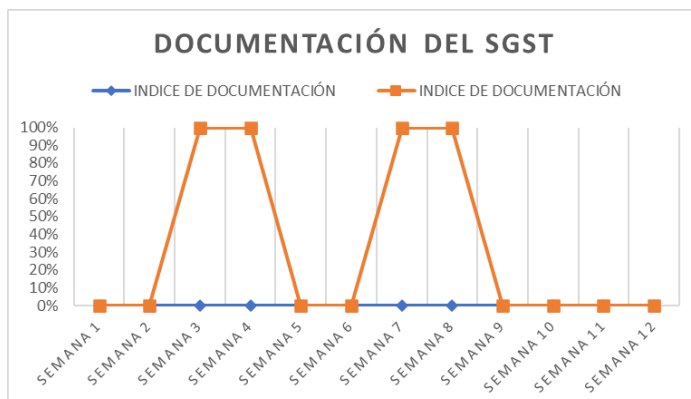 DOCUMENTACIÓN DEL SGST
INDICE DE DOCUMENTACIÓN INDICE DE DOCUMENTACIÓN
100%
90%
80%
70%
60%
50%
40%
30%
20%
10%
0%
SEMANA 1
SEMANA 2
SEMANA 3
SEMANA 4
SEMANA 5
SEMANA 6
SEMANA 7
SEMANA 8
SEMANA 9
SEMANA 10
SEMANA 11
SEMANA 12